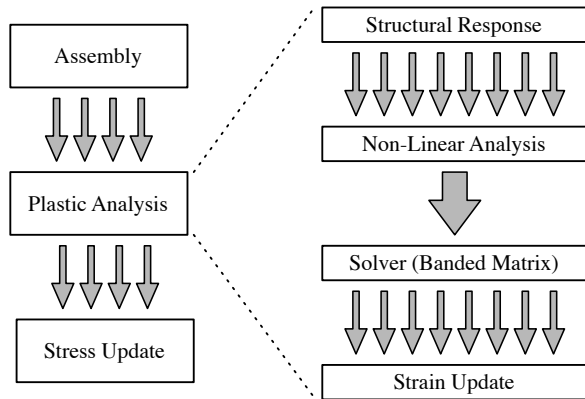 Assembly
Plastic Analysis
Stress Update
Structural Response
Non-Linear Analysis
Solver (Banded Matrix)
Strain Update